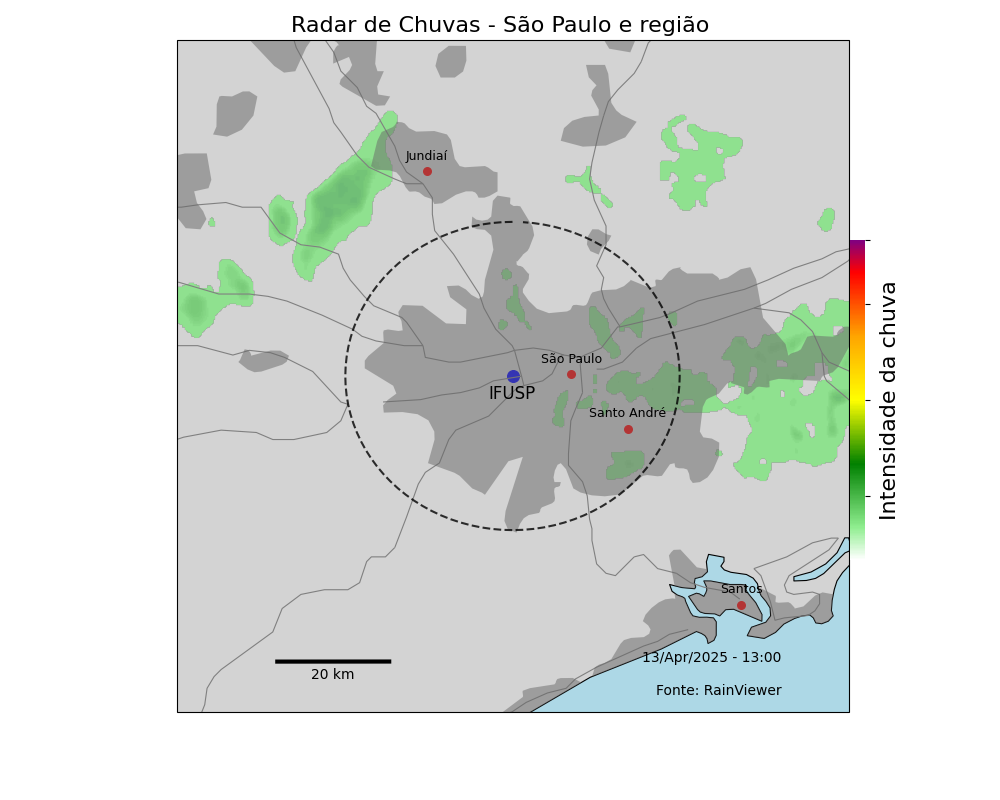 Radar de Chuvas - São Paulo e região
Jundiaí
São Paulo
IFUSP
Santo André
Intensidade da chuva
Santos
13/Apr/2025 - 13:00
20 km
Fonte: RainViewer